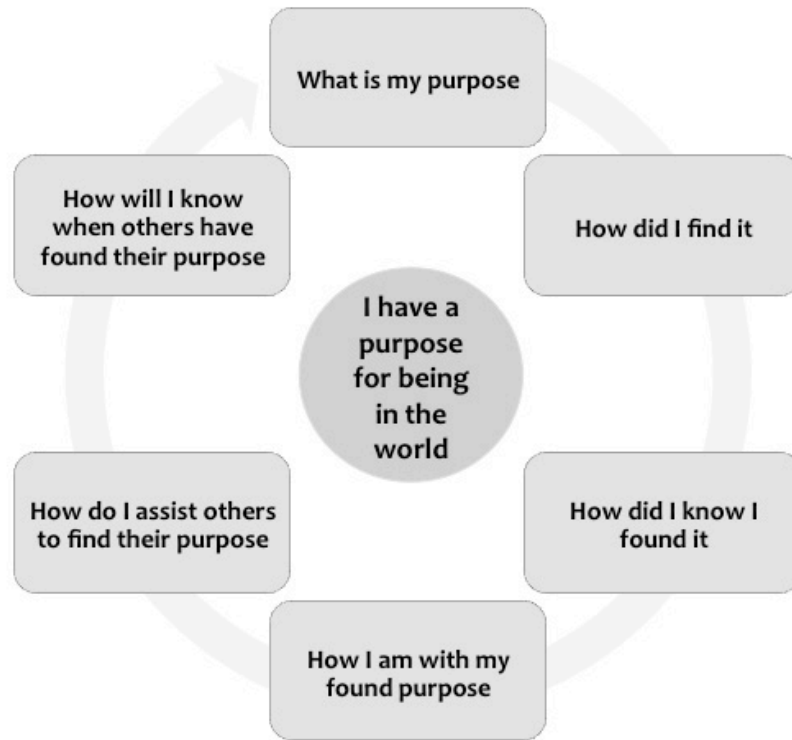 What is my purpose
How did I find it
How did I know I
found it
How I am with my
found purpose
How do I assist others
to find their purpose
How will I know
when others have
found their purpose
I have a
purpose
for being
in the
world